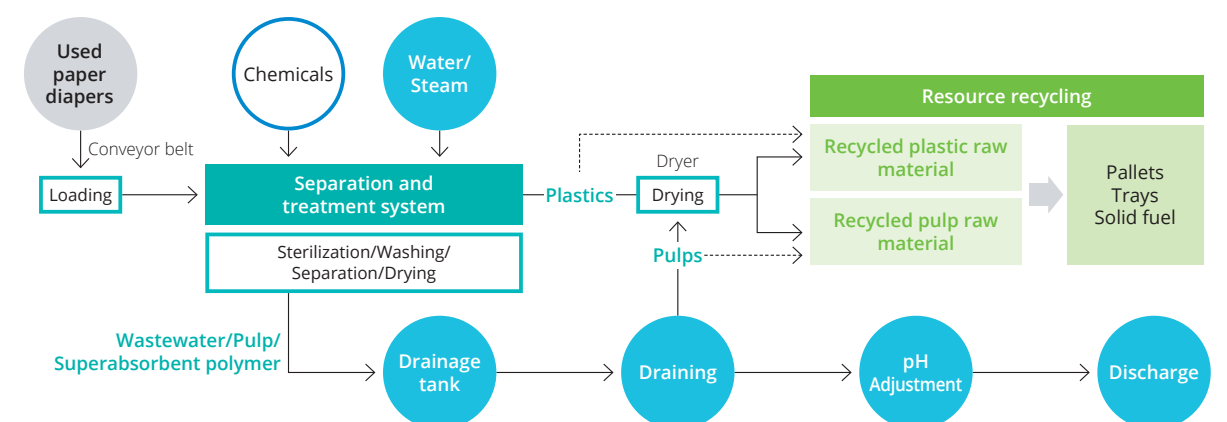 Used
paper
diapers
Chemicals
Water/
Steam
Resource recycling
Conveyor belt
Loading
Separation and
treatment system
Plastics
Dryer
Drying
Recycled plastic raw
material
Recycled pulp raw
material
Pallets
Trays
Solid fuel
Sterilization/Washing/
Separation/Drying
Pulps
Wastewater/Pulp/
Superabsorbent polymer
Drainage
tank
Draining
pH
Adjustment
Discharge